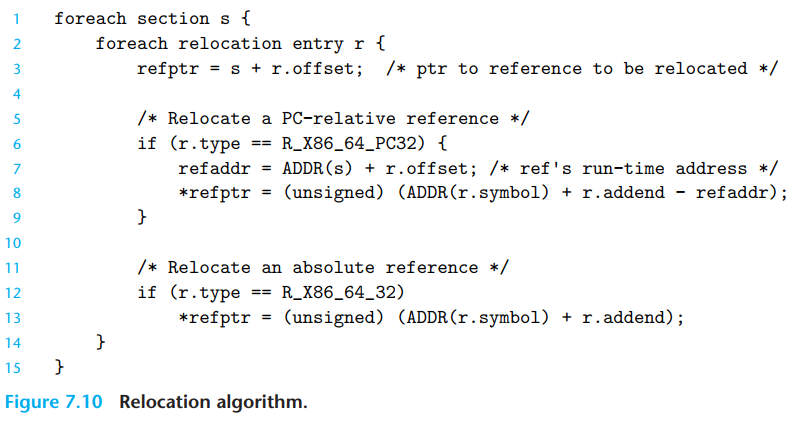 1 foreach section s {
2 foreach relocation entry r {
3 refptr = s + r.offset; /* ptr to reference to be relocated */
4
5 /* Relocate a PC-relative reference */
6 if (r.type == R_X86_64_PC32) {
7 refaddr = ADDR(s) + r.offset; /* ref's run-time address */
8 *refptr = (unsigned) (ADDR(r.symbol) + r.addend - refaddr);
9 }
10
11 /* Relocate an absolute reference */
12 if (r.type == R_X86_64_32)
13 *refptr = (unsigned) (ADDR(r.symbol) + r.addend);
14 }
15 }
Figure 7.10 Relocation algorithm.